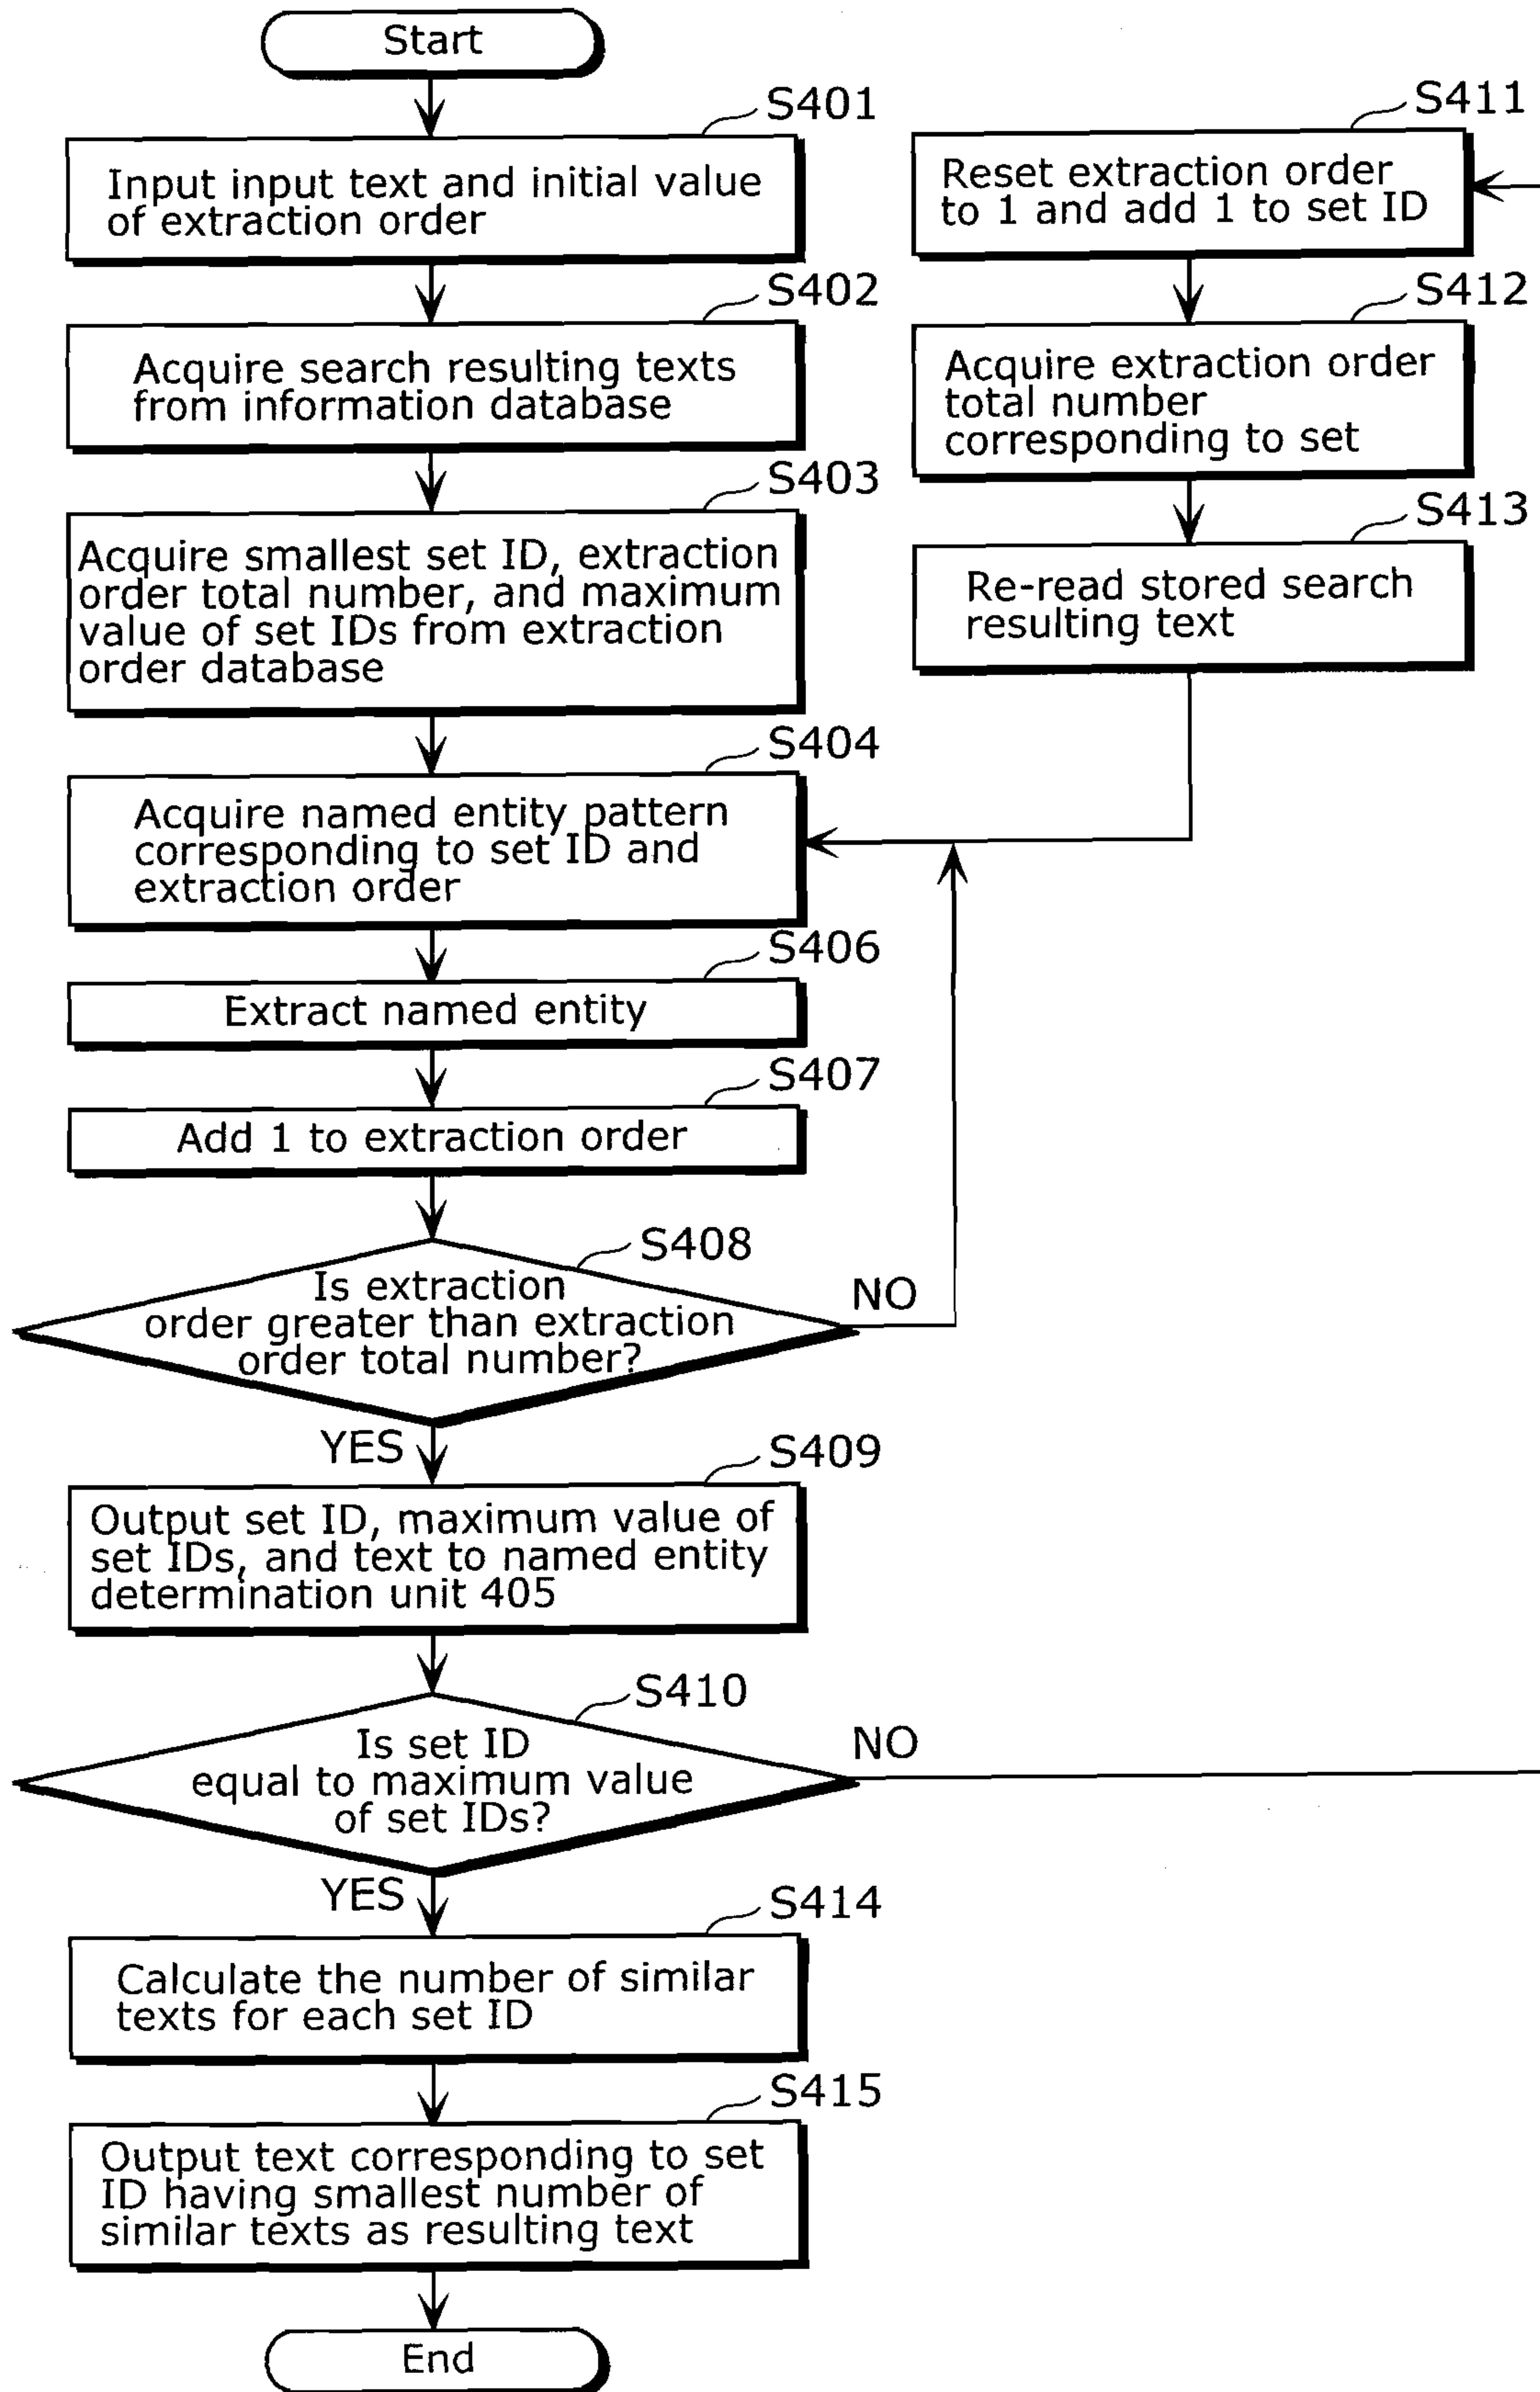 Start
S401
Input input text and initial value
of extraction order
S402
Acquire search resulting texts
from information database
S403
Acquire smallest set ID, extraction
order total number, and maximum
value of set IDs from extraction
order database
S404
Acquire named entity pattern
corresponding to set ID and
extraction order
S406
Extract named entity
S407
Add 1 to extraction order
S408
Is extraction
order greater than extraction
order total number?
NO
YES
S409
Output set ID, maximum value of
set IDs, and text to named entity
determination unit 405
S410
Is set ID
equal to maximum value
of set IDs?
NO
YES
S414
Calculate the number of similar
texts for each set ID
S415
Output text corresponding to set
ID having smallest number of
similar texts as resulting text
End
S411
Reset extraction order
to 1 and add 1 to set ID
S412
Acquire extraction order
total number
corresponding to set
S413
Re-read stored search
resulting text